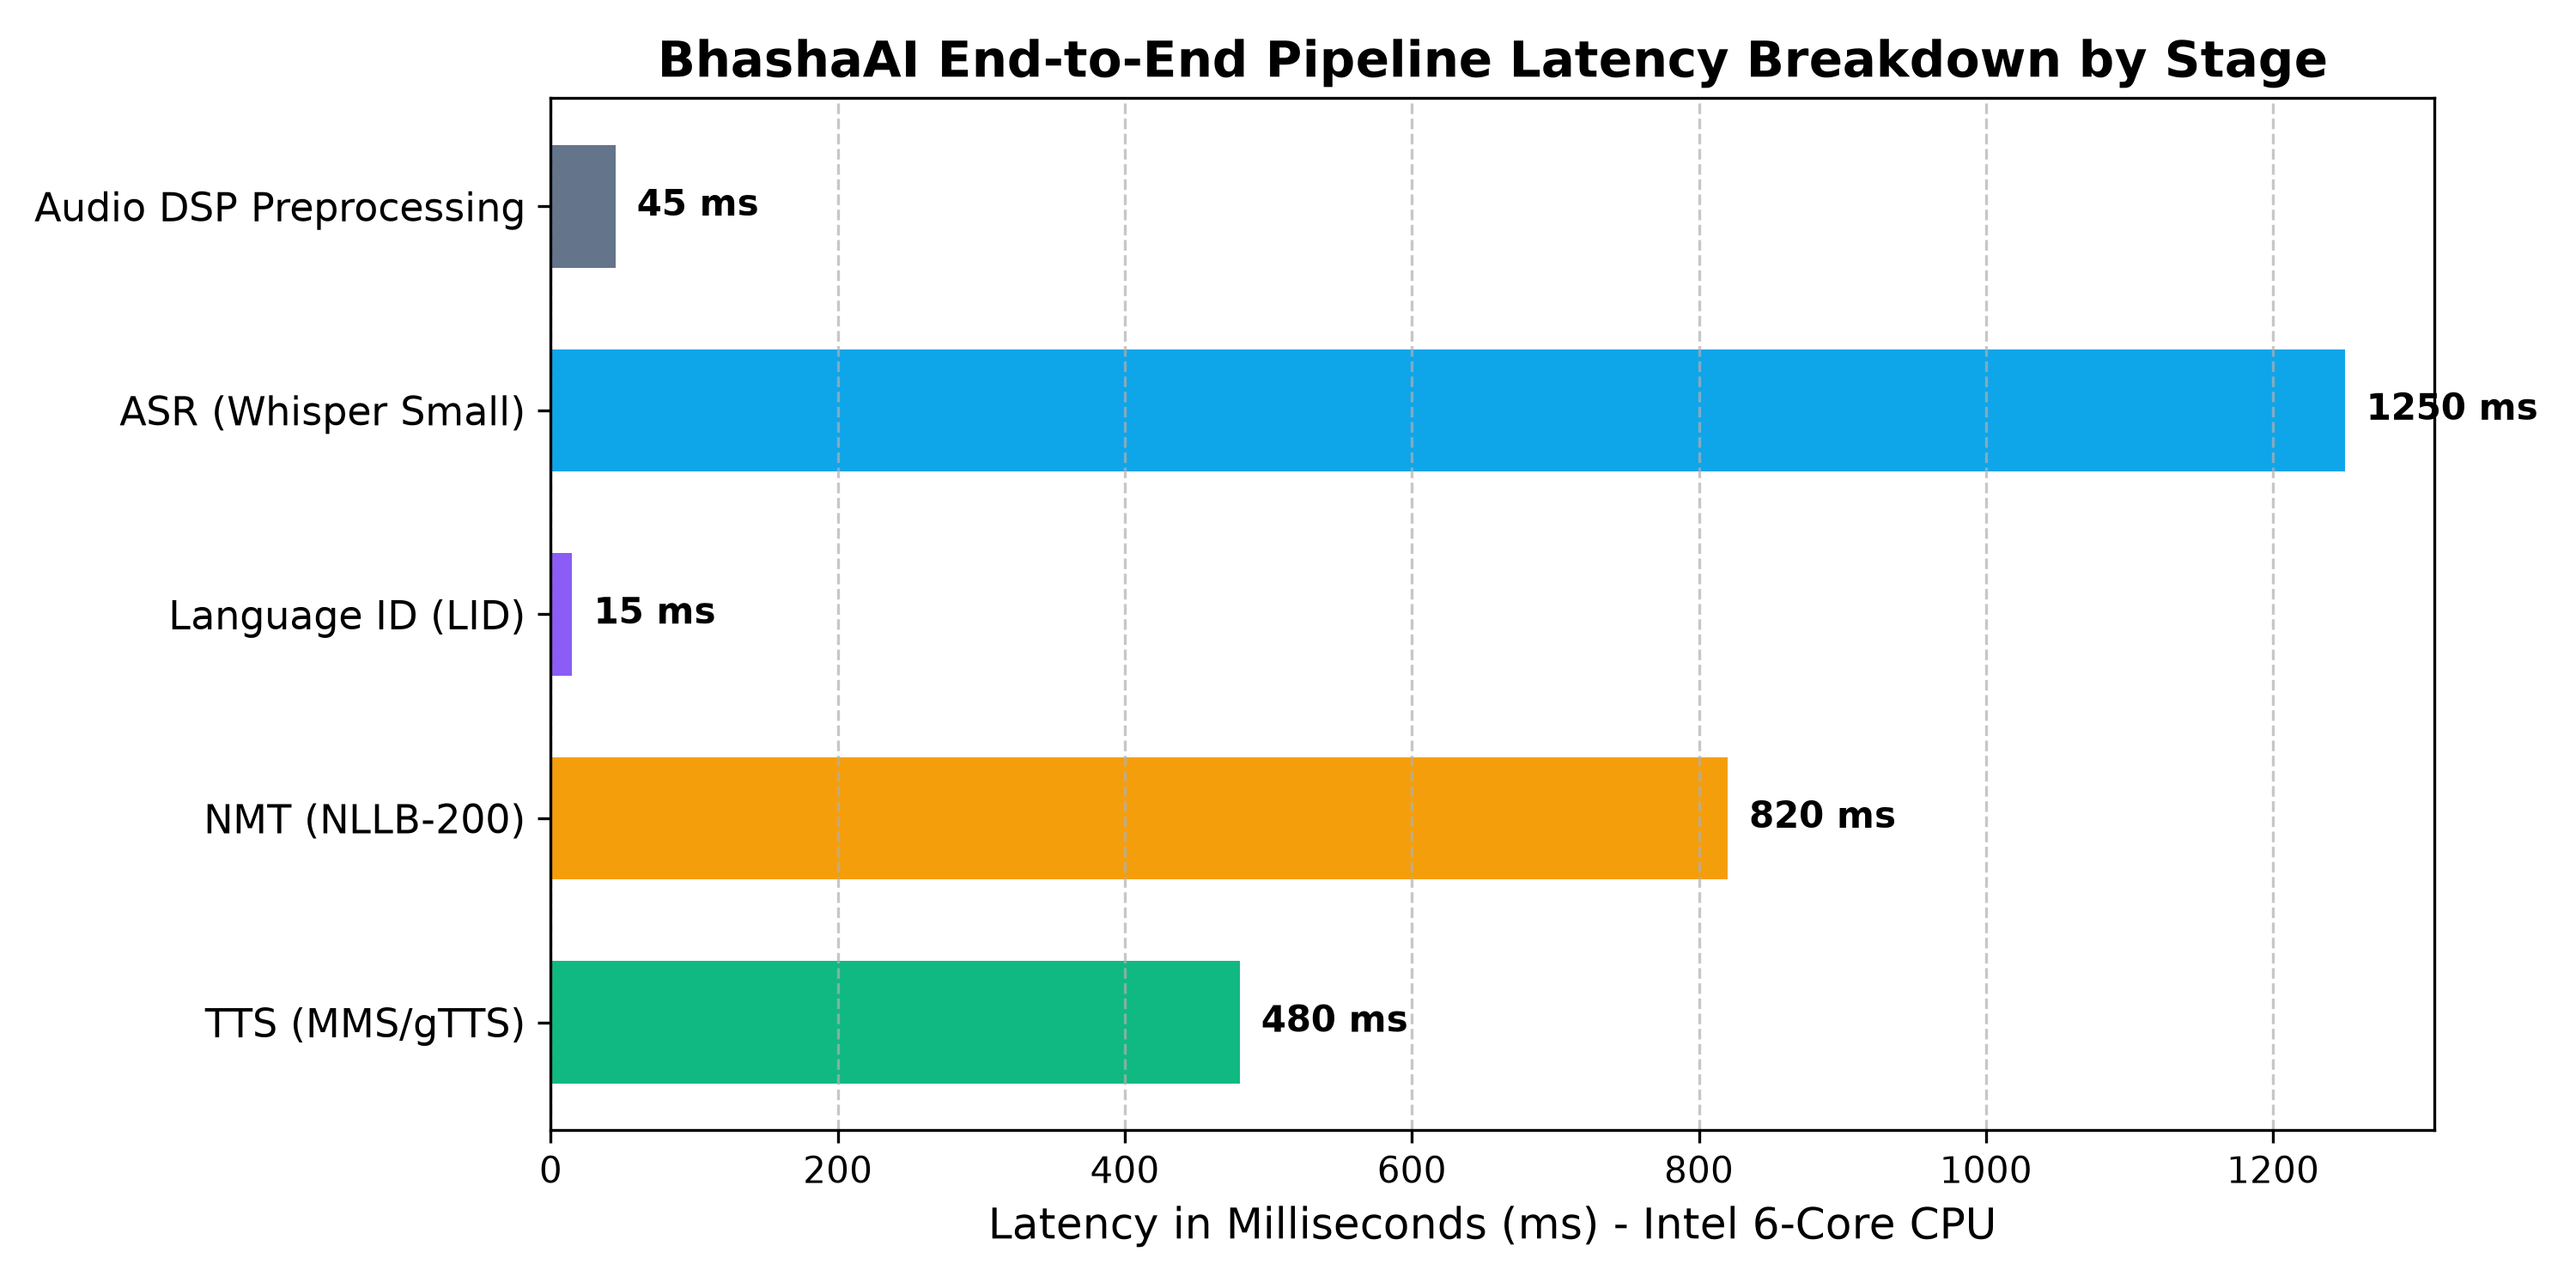 BhashaAI End-to-End Pipeline Latency Breakdown by Stage
Audio DSP Preprocessing
45 ms
ASR (Whisper Small)
1250 ms
Language ID (LID)
15 ms
NMT (NLLB-200)
820 ms
TTS (MMS/gTTS)
480 ms
0 200 400 600 800 1000 1200
Latency in Milliseconds (ms) - Intel 6-Core CPU